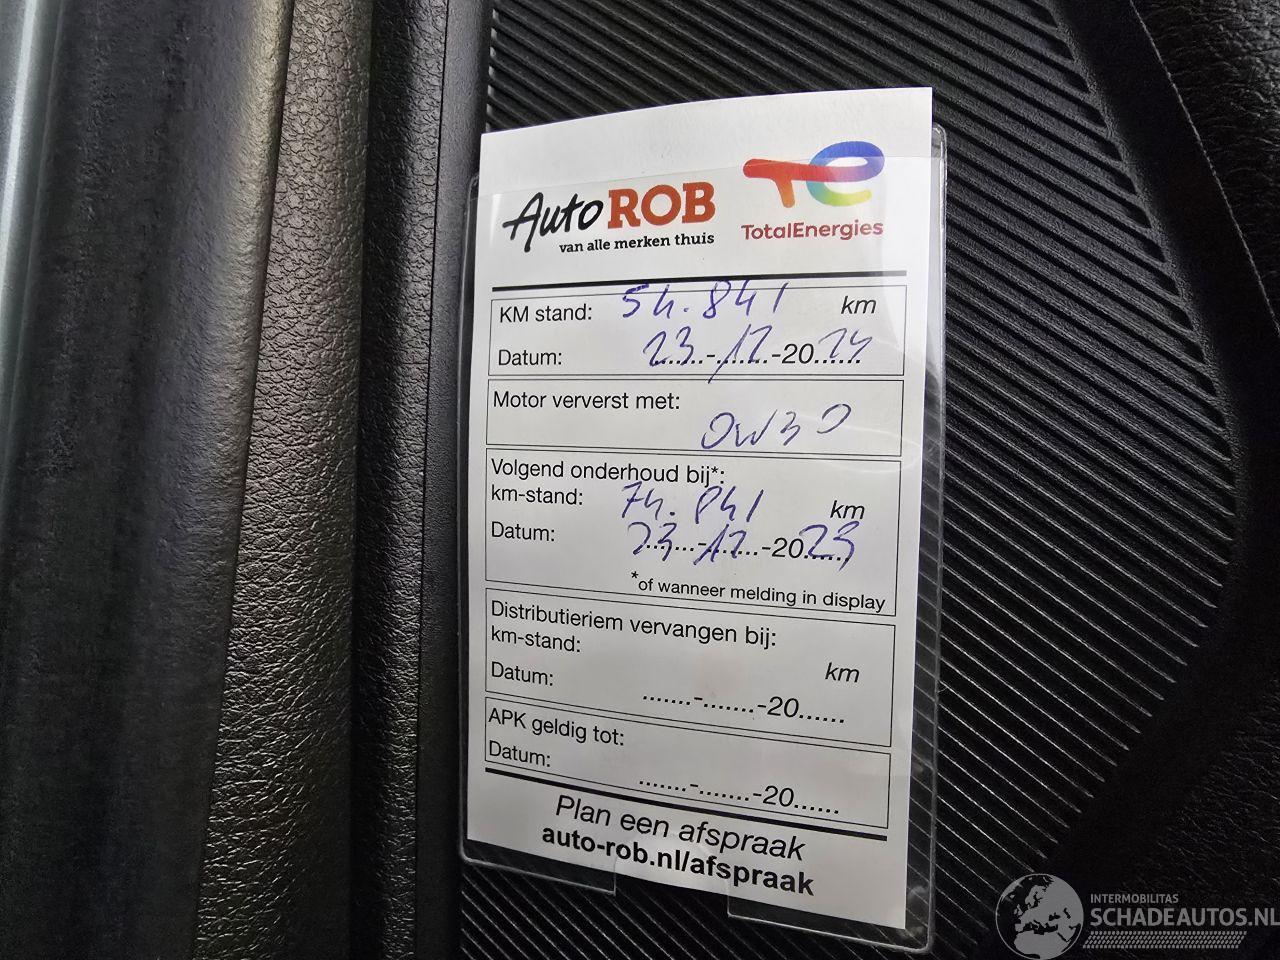 Auto ROB
van alle merken thuis
TotalEnergies
KM stand: 54.841 km
Datum: 23-12-2024
Motor ververst met:
0W30
Volgend onderhoud bij*:
km-stand: 74.841 km
Datum: 23-12-2023
*of wanneer melding in display
Distributieriem vervangen bij:
km-stand: km
Datum: .......-.......-20......
APK geldig tot:
Datum: .......-.......-20......
Plan een afspraak
auto-rob.nl/afspraak
INTERMOBILITAS
SCHADEAUTOS.NL